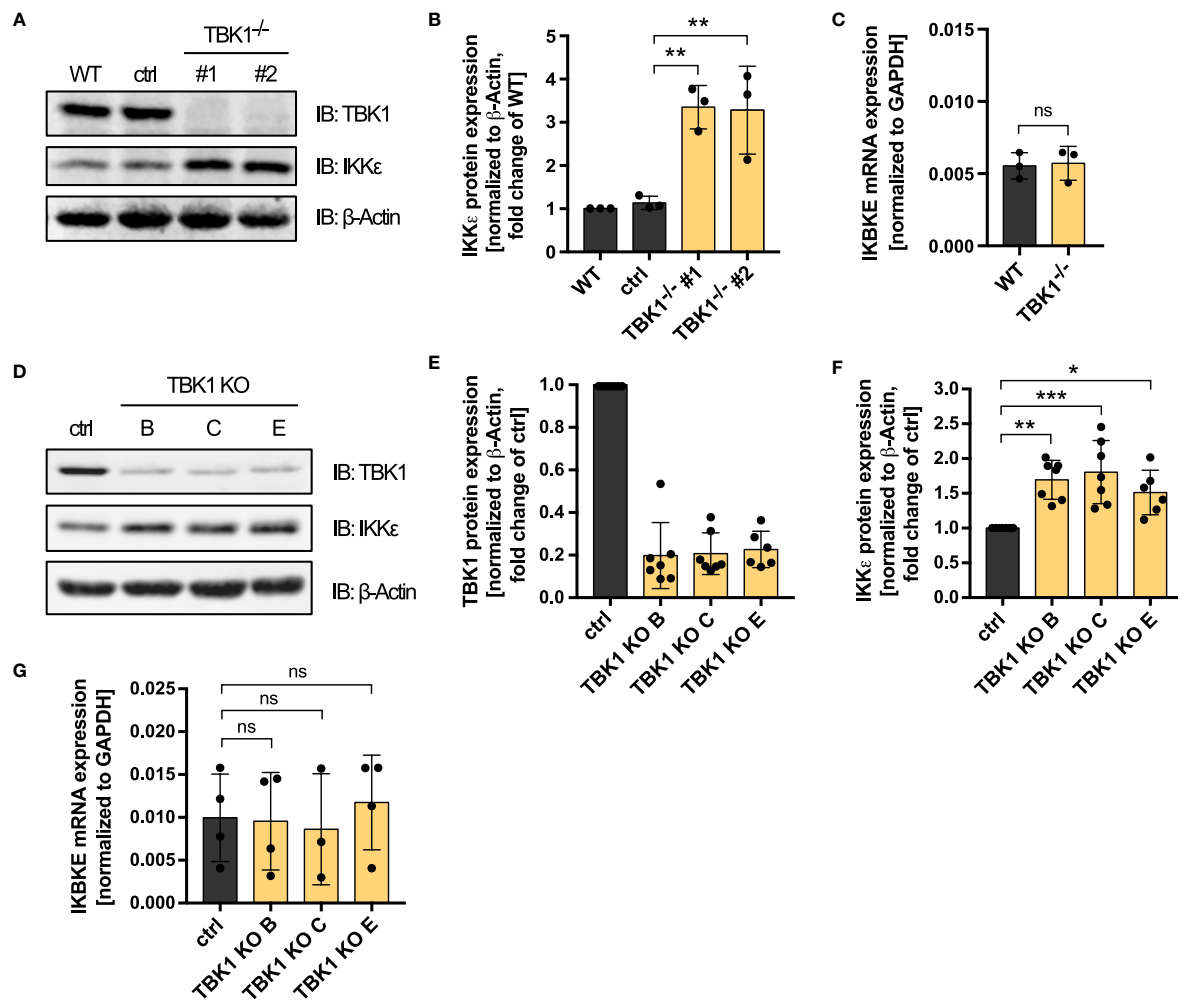 A
TBK1-/-
WT ctrl #1 #2
IB: TBK1
IB: IKKε
IB: β-Actin
B
IKKε protein expression
[normalized to β-Actin,
fold change of WT]
5
4
3
2
1
0
**
**
WT
ctrl
TBK1-/- #1
TBK1-/- #2
C
IKBKE mRNA expression
[normalized to GAPDH]
0.015
0.010
0.005
0.000
ns
WT
TBK1-/-
D
TBK1 KO
ctrl B C E
IB: TBK1
IB: IKKε
IB: β-Actin
E
TBK1 protein expression
[normalized to β-Actin,
fold change of ctrl]
1.0
0.8
0.6
0.4
0.2
0.0
ctrl
TBK1 KO B
TBK1 KO C
TBK1 KO E
F
IKKε protein expression
[normalized to β-Actin,
fold change of ctrl]
3.0
2.5
2.0
1.5
1.0
0.5
0.0
*
***
**
ctrl
TBK1 KO B
TBK1 KO C
TBK1 KO E
G
IKBKE mRNA expression
[normalized to GAPDH]
0.025
0.020
0.015
0.010
0.005
0.000
ns
ns
ns
ctrl
TBK1 KO B
TBK1 KO C
TBK1 KO E